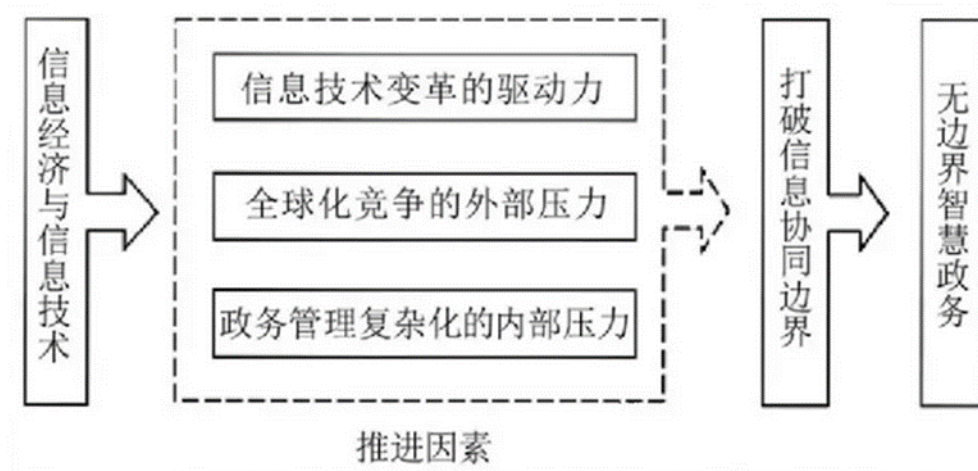 信息经济与信息技术
信息技术变革的驱动力
全球化竞争的外部压力
政务管理复杂化的内部压力
推进因素
打破信息协同边界
无边界智慧政务